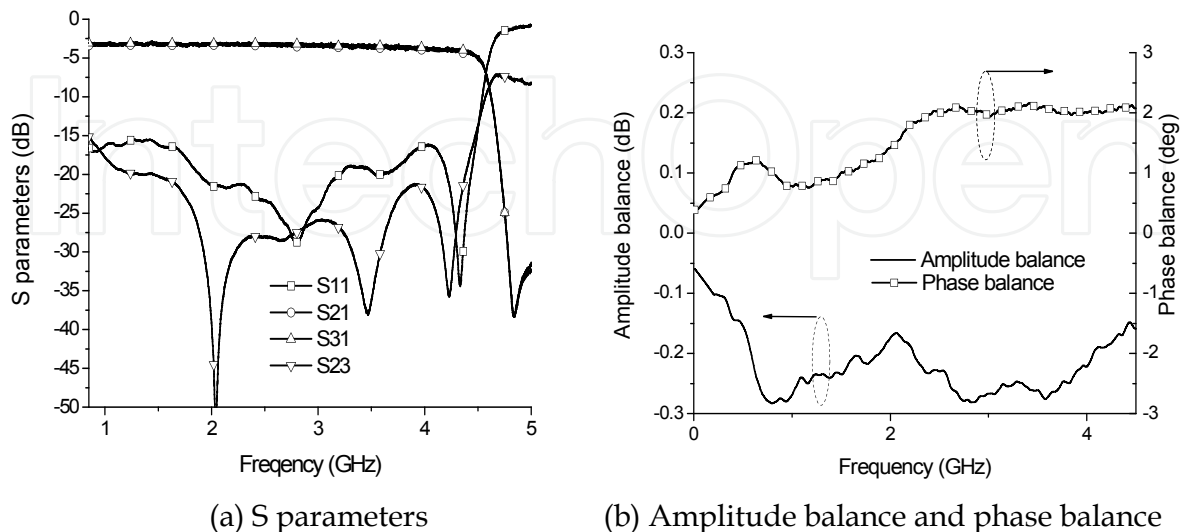 0
-5
-10
-15
-20
-25
-30
-35
-40
-45
-50
S parameters (dB)
S11
S21
S31
S23
1
2
3
4
5
Freqency (GHz)
(a) S parameters
0.3
0.2
0.1
0.0
-0.1
-0.2
-0.3
Amplitude balance (dB)
Amplitude balance
Phase balance
3
2
1
0
-1
-2
-3
Phase balance (deg)
0
2
4
Frequency (GHz)
(b) Amplitude balance and phase balance
IntechOpen